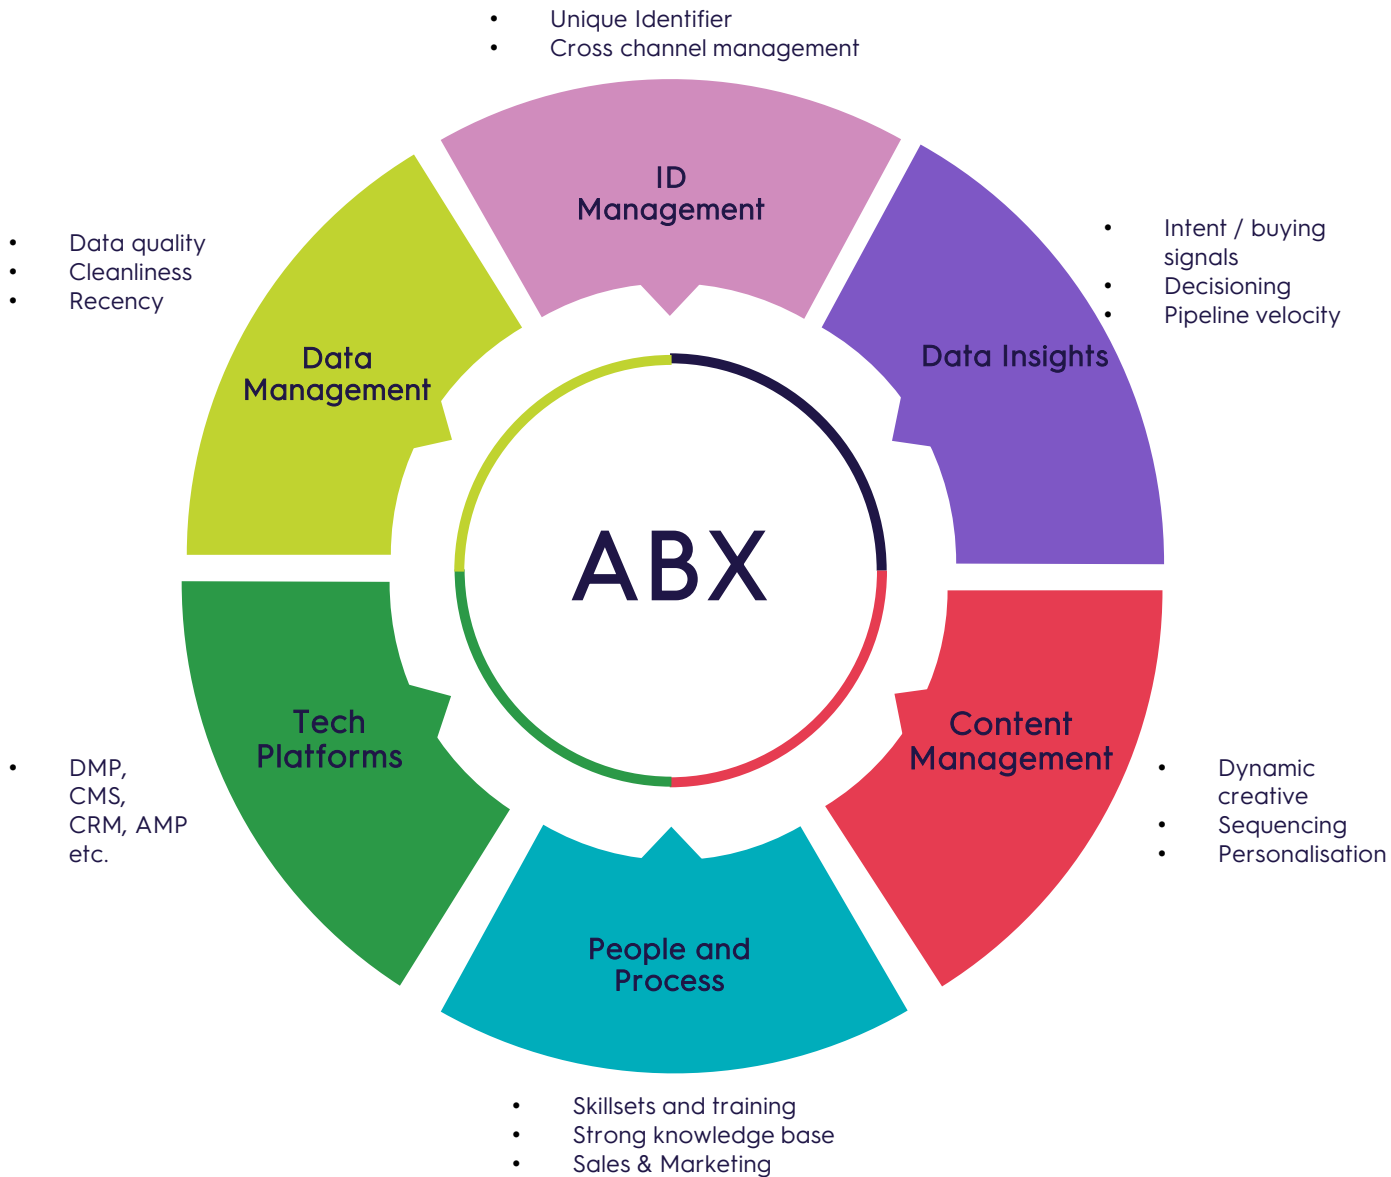 • Unique Identifier
• Cross channel management
ID
Management
• Data quality
• Cleanliness
• Recency
Data
Management
• Intent / buying
signals
• Decisioning
• Pipeline velocity
Data Insights
ABX
Tech
Platforms
• DMP,
CMS,
CRM, AMP
etc.
Content
Management
• Dynamic
creative
• Sequencing
• Personalisation
People and
Process
• Skillsets and training
• Strong knowledge base
• Sales & Marketing